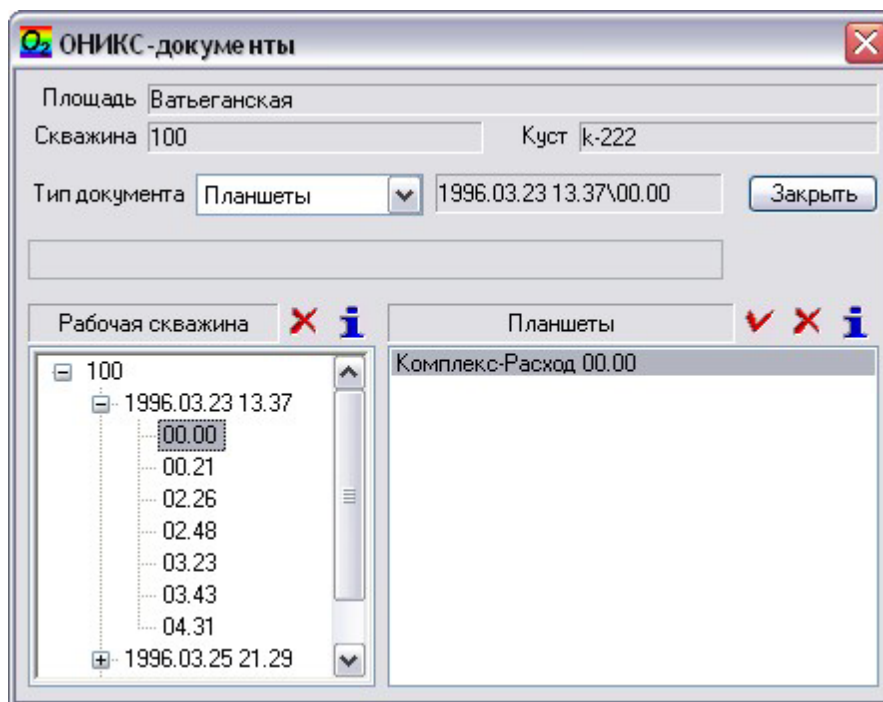 O2 ОНИКС-документы
Площадь Ватьеганская
Скважина 100 Куст k-222
Тип документа Планшеты 1996.03.23 13.37\00.00 Закрыть
Рабочая скважина Планшеты
100
1996.03.23 13.37
00.00
00.21
02.26
02.48
03.23
03.43
04.31
1996.03.25 21.29
Комплекс-Расход 00.00